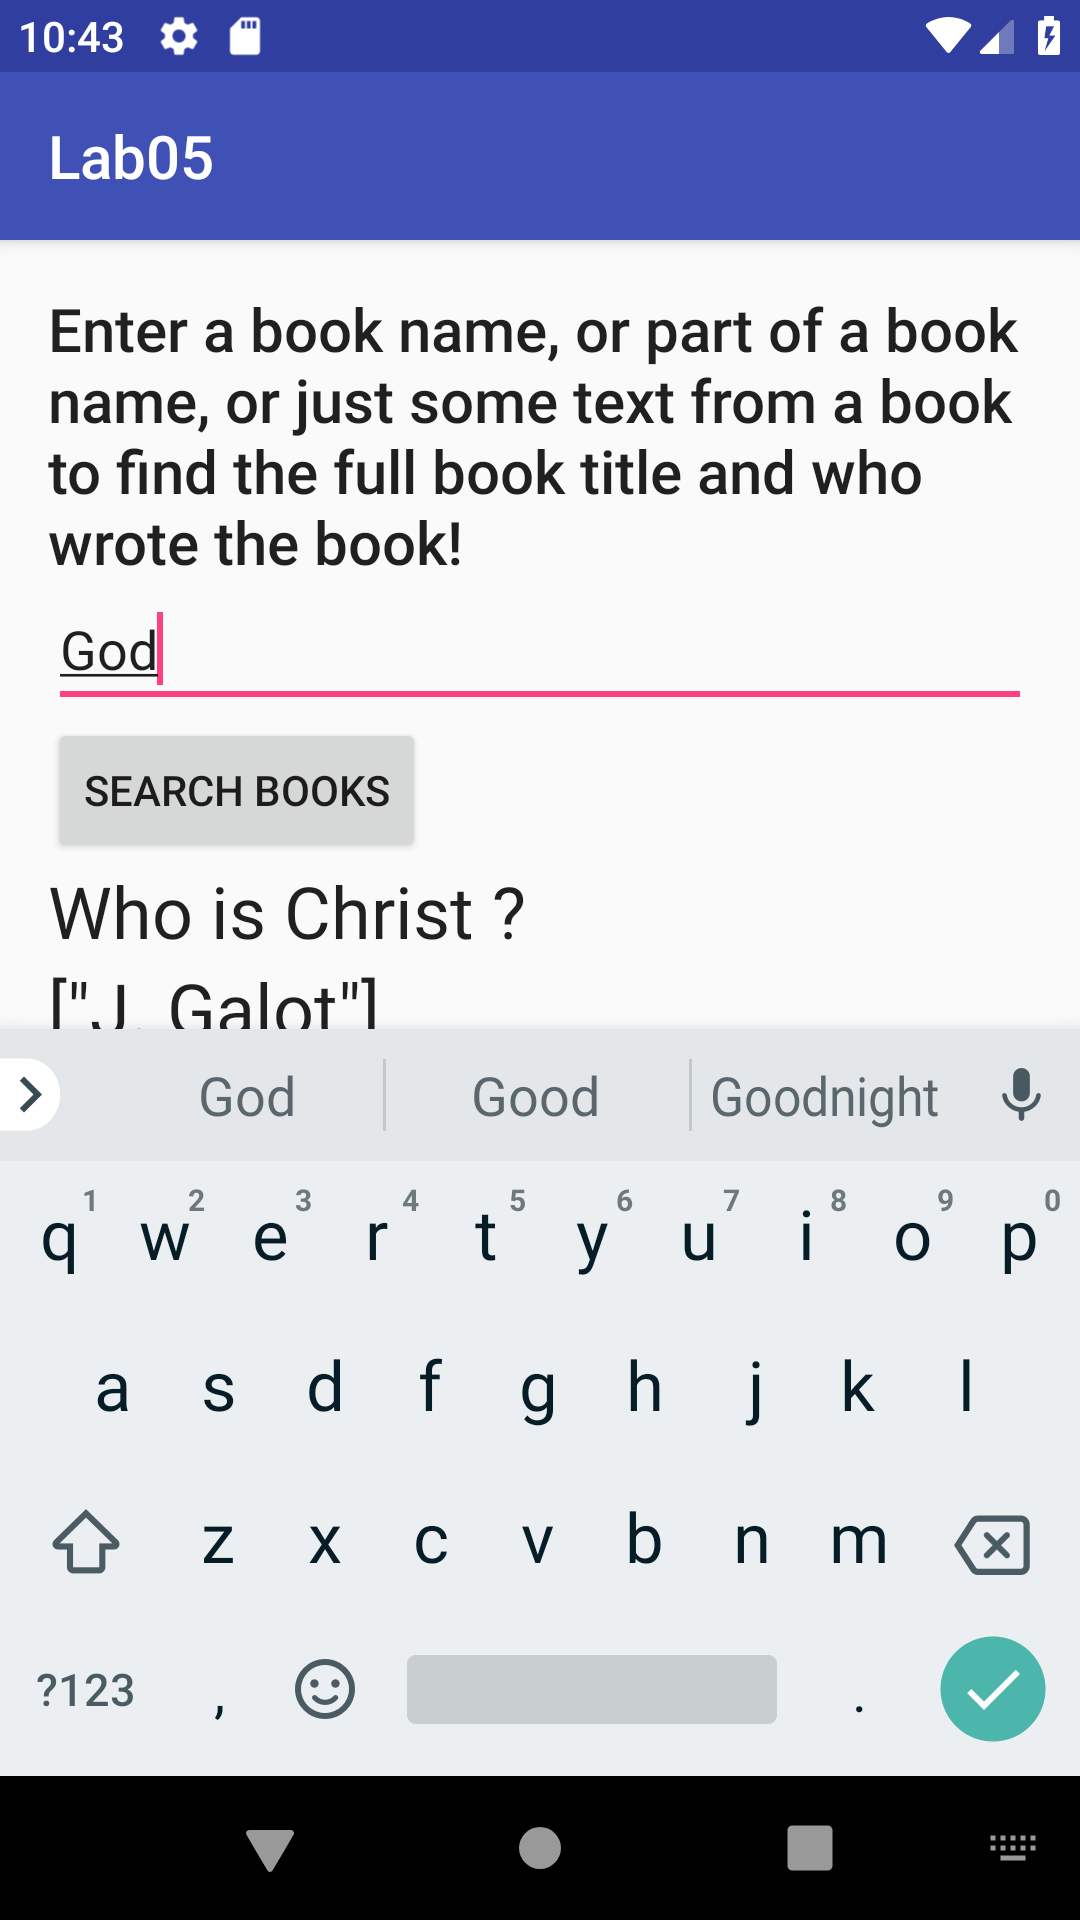 10:43
Lab05
Enter a book name, or part of a book
name, or just some text from a book
to find the full book title and who
wrote the book!
God
SEARCH BOOKS
Who is Christ ?
["J. Galot"]
God Good Goodnight
1 2 3 4 5 6 7 8 9 0
q w e r t y u i o p
a s d f g h j k l
z x c v b n m
?123 , .